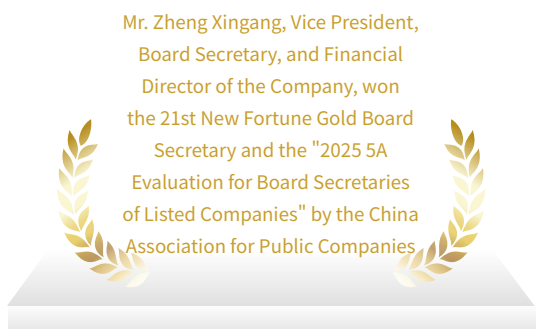 Mr. Zheng Xingang, Vice President,
Board Secretary, and Financial
Director of the Company, won
the 21st New Fortune Gold Board
Secretary and the "2025 5A
Evaluation for Board Secretaries
of Listed Companies" by the China
Association for Public Companies